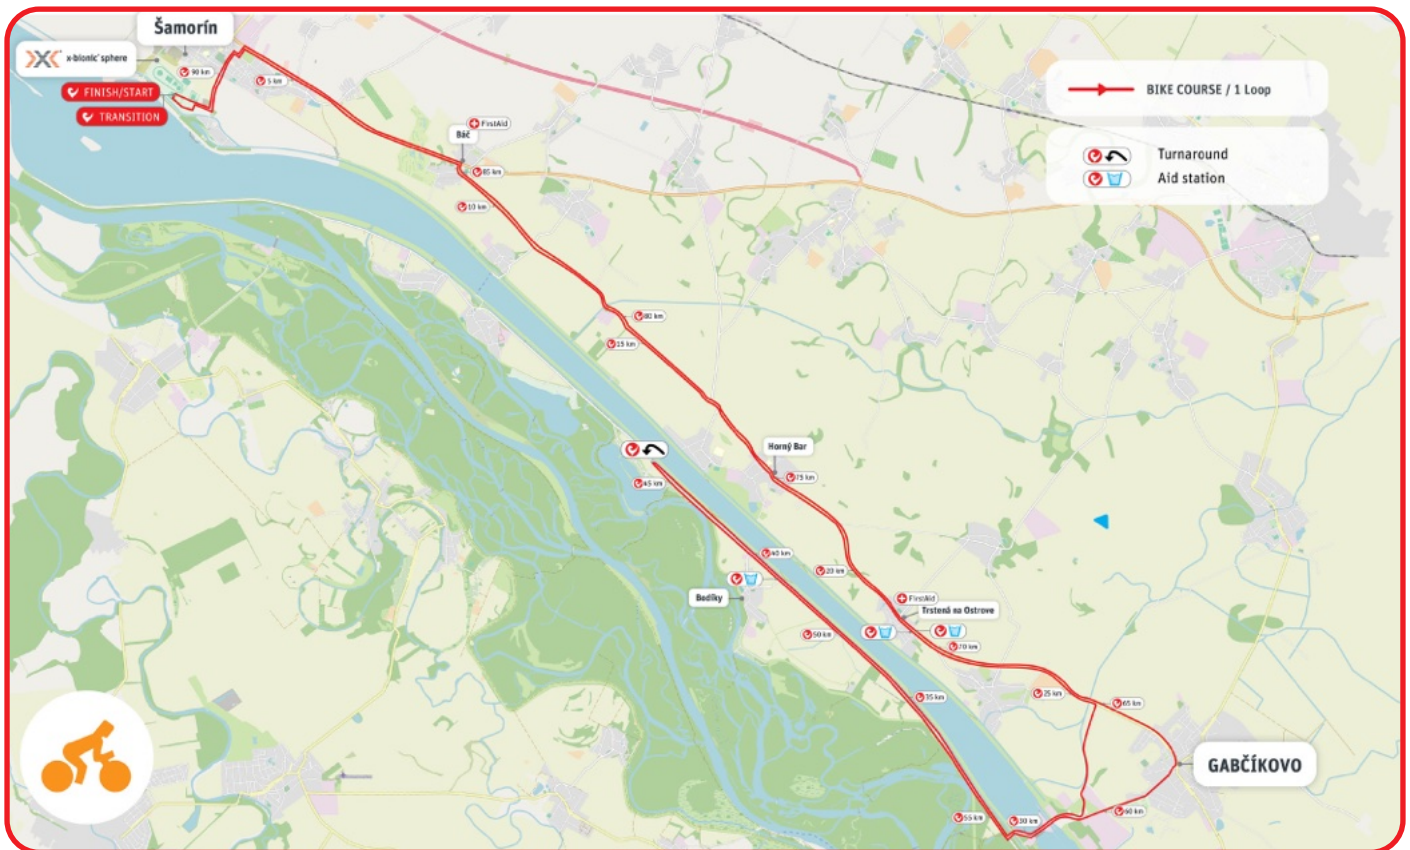 Šamorín
x-bionic® sphere
90 km
FINISH/START
TRANSITION
5 km
BIKE COURSE / 1 Loop
Turnaround
Aid station
FirstAid
Báč
85 km
10 km
80 km
15 km
Horný Bar
75 km
45 km
40 km
20 km
Bodíky
FirstAid
Trstená na Ostrove
50 km
70 km
35 km
25 km
65 km
GABČÍKOVO
55 km
30 km
60 km